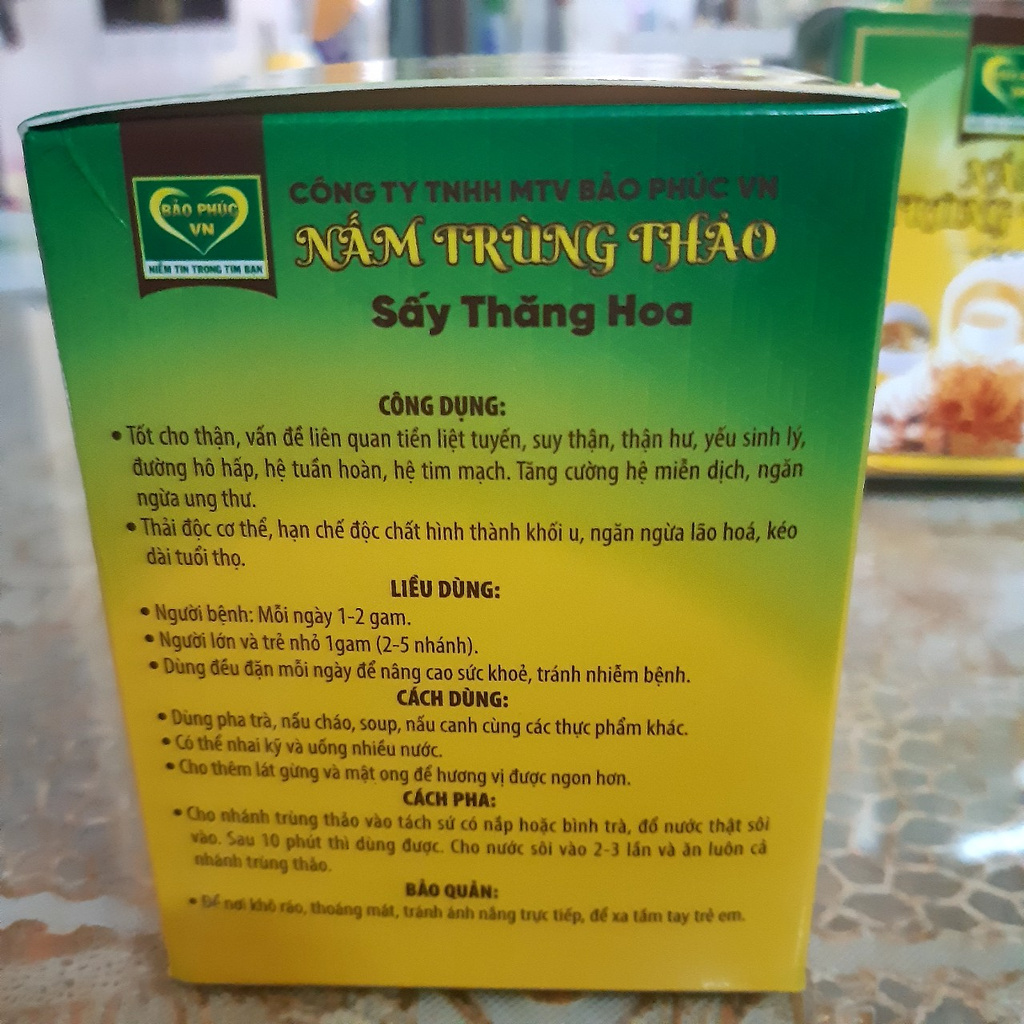 BẢO PHÚC
VN
NIỀM TIN TRONG TIM BẠN
CÔNG TY TNHH MTV BẢO PHÚC VN
NẤM TRÙNG THẢO
Sấy Thăng Hoa
CÔNG DỤNG:
• Tốt cho thận, vấn đề liên quan tiền liệt tuyến, suy thận, thận hư, yếu sinh lý,
đường hô hấp, hệ tuần hoàn, hệ tim mạch. Tăng cường hệ miễn dịch, ngăn
ngừa ung thư.
• Thải độc cơ thể, hạn chế độc chất hình thành khối u, ngăn ngừa lão hoá, kéo
dài tuổi thọ.
LIỀU DÙNG:
• Người bệnh: Mỗi ngày 1-2 gam.
• Người lớn và trẻ nhỏ 1gam (2-5 nhánh).
• Dùng đều đặn mỗi ngày để nâng cao sức khoẻ, tránh nhiễm bệnh.
CÁCH DÙNG:
• Dùng pha trà, nấu cháo, soup, nấu canh cùng các thực phẩm khác.
• Có thể nhai kỹ và uống nhiều nước.
• Cho thêm lát gừng và mật ong để hương vị được ngon hơn.
CÁCH PHA:
• Cho nhánh trùng thảo vào tách sứ có nắp hoặc bình trà, đổ nước thật sôi
vào. Sau 10 phút thì dùng được. Cho nước sôi vào 2-3 lần và ăn luôn cả
nhánh trùng thảo.
BẢO QUẢN:
• Để nơi khô ráo, thoáng mát, tránh ánh nắng trực tiếp, để xa tầm tay trẻ em.